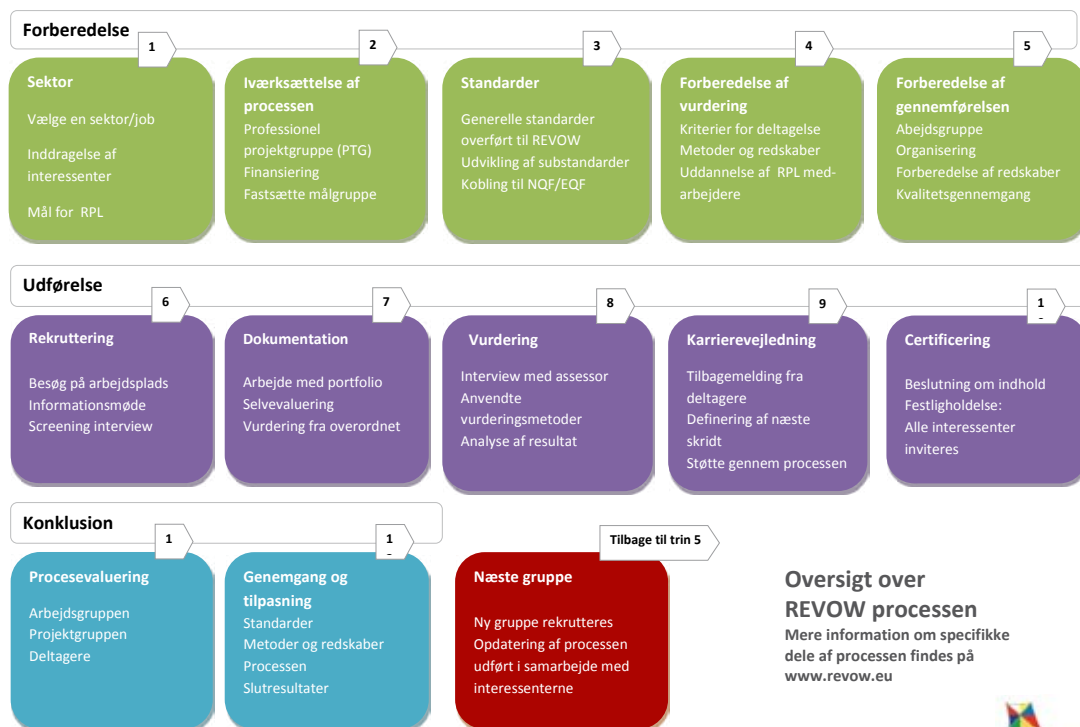 Forberedelse
1
Sektor
Vælge en sektor/job
Inddragelse af
interessenter
Mål for RPL
2
Iværksættelse af
processen
Professionel
projektgruppe (PTG)
Finansiering
Fastsætte målgruppe
3
Standarder
Generelle standarder
overført til REVOW
Udvikling af substandarder
Kobling til NQF/EQF
4
Forberedelse af
vurdering
Kriterier for deltagelse
Metoder og redskaber
Uddannelse af RPL med-
arbejdere
5
Forberedelse af
gennemførelsen
Abejdsgruppe
Organisering
Forberedelse af redskaber
Kvalitetsgennemgang
Udførelse
6
Rekruttering
Besøg på arbejdsplads
Informationsmøde
Screening interview
7
Dokumentation
Arbejde med portfolio
Selvevaluering
Vurdering fra overordnet
8
Vurdering
Interview med assessor
Anvendte
vurderingsmetoder
Analyse af resultat
9
Karrierevejledning
Tilbagemelding fra
deltagere
Definering af næste
skridt
Støtte gennem processen
1
Certificering
Beslutning om indhold
Festligholdelse:
Alle interessenter
inviteres
Konklusion
1
Procesevaluering
Arbejdsgruppen
Projektgruppen
Deltagere
1
Genemgang og
tilpasning
Standarder
Metoder og redskaber
Processen
Slutresultater
Tilbage til trin 5
Næste gruppe
Ny gruppe rekrutteres
Opdatering af processen
udført i samarbejde med
interessenterne
Oversigt over
REVOW processen
Mere information om specifikke
dele af processen findes på
www.revow.eu